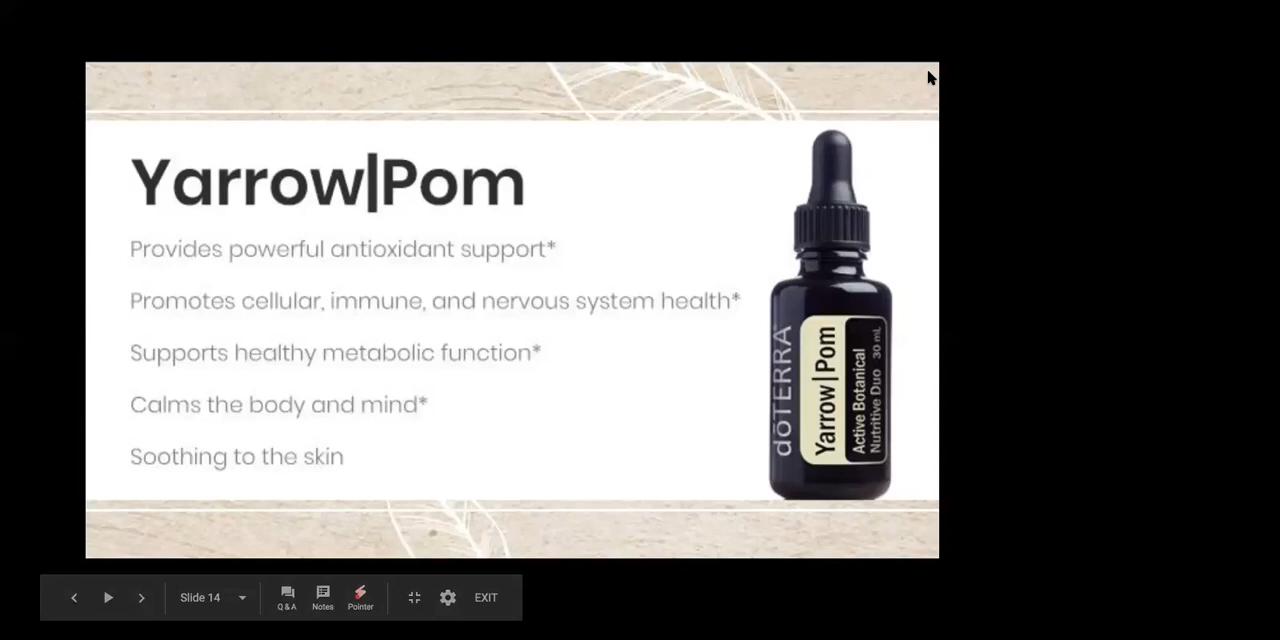 Yarrow|Pom
Provides powerful antioxidant support*
Promotes cellular, immune, and nervous system health*
Supports healthy metabolic function*
Calms the body and mind*
Soothing to the skin
dōTERRA
Yarrow|Pom
Active Botanical
Nutritive Duo 30 mL
Slide 14
Q & A
Notes
Pointer
EXIT